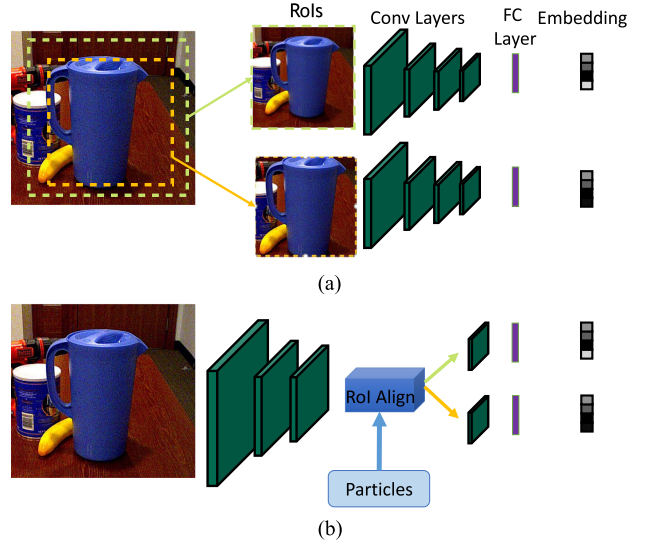 RoIs
Conv Layers
FC
Layer
Embedding
(a)
RoI Align
Particles
(b)